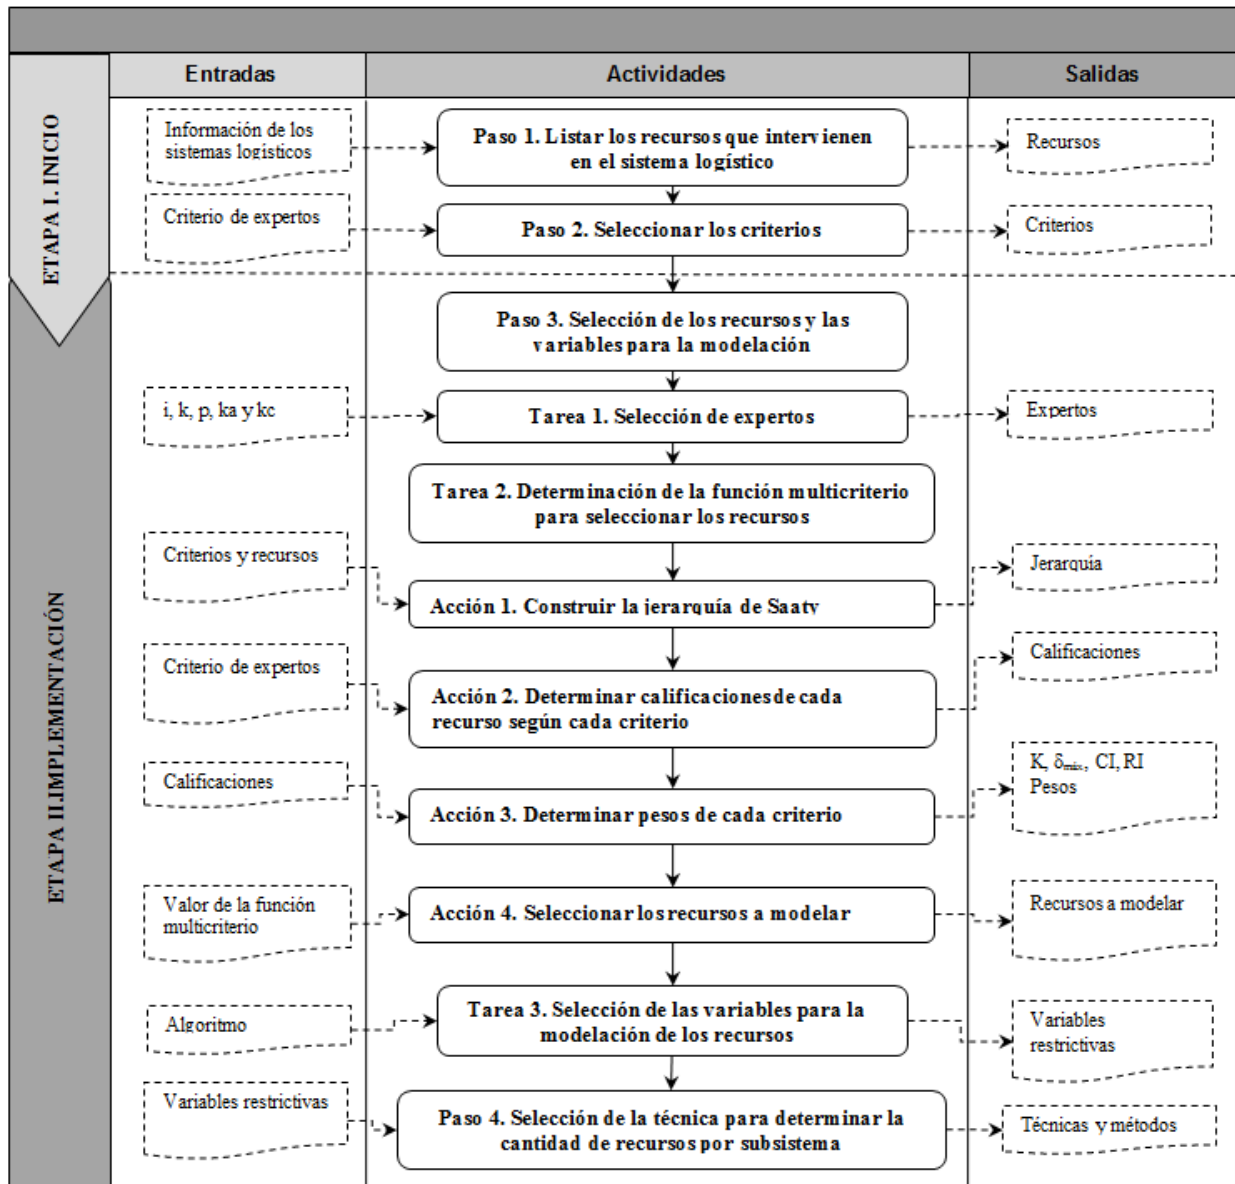 Entradas
Actividades
Salidas
ETAPA I. INICIO
Información de los
sistemas logísticos
Paso 1. Listar los recursos que intervienen
en el sistema logístico
Recursos
Criterio de expertos
Paso 2. Seleccionar los criterios
Criterios
ETAPA II.IMPLEMENTACIÓN
Paso 3. Selección de los recursos y las
variables para la modelación
i, k, p, ka y kc
Tarea 1. Selección de expertos
Expertos
Tarea 2. Determinación de la función multicriterio
para seleccionar los recursos
Criterios y recursos
Acción 1. Construir la jerarquía de Saaty
Jerarquía
Criterio de expertos
Acción 2. Determinar calificaciones de cada
recurso según cada criterio
Calificaciones
Calificaciones
Acción 3. Determinar pesos de cada criterio
K, δmáx, CI, RI
Pesos
Valor de la función
multicriterio
Acción 4. Seleccionar los recursos a modelar
Recursos a modelar
Algoritmo
Tarea 3. Selección de las variables para la
modelación de los recursos
Variables
restrictivas
Variables restrictivas
Paso 4. Selección de la técnica para determinar la
cantidad de recursos por subsistema
Técnicas y métodos